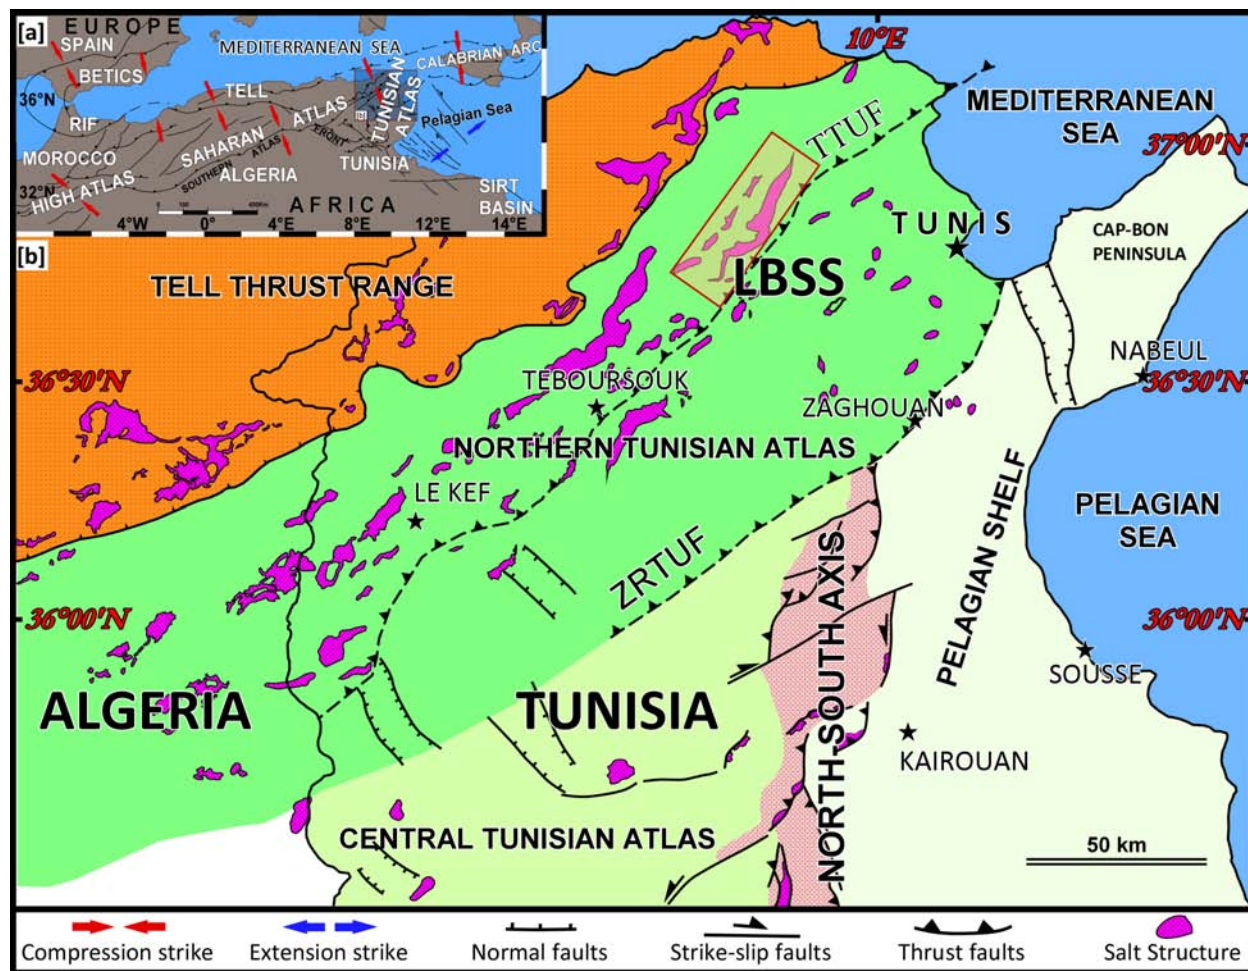 [a]
EUROPE
SPAIN
BETICS
MEDITERRANEAN SEA
CALABRIAN ARC
36°N
TELL
RIF
ATLAS
TUNISIAN
ATLAS
Pelagian Sea
[b]
MOROCCO
SAHARAN
FRONT
ATLAS
SOUTHERN
TUNISIA
ALGERIA
32°N
HIGH ATLAS
SIRT
BASIN
AFRICA
4°W
0°
4°E
8°E
12°E
14°E
[b]
10°E
MEDITERRANEAN
SEA
37°00'N
TTUF
TUNIS
CAP-BON
PENINSULA
TELL THRUST RANGE
LBSS
NABEUL
36°30'N
36°30'N
TEBOURSOUK
ZAGHOUAN
NORTHERN TUNISIAN ATLAS
LE KEF
PELAGIAN
SEA
ZRTUF
NORTH-SOUTH AXIS
PELAGIAN SHELF
36°00'N
36°00'N
SOUSSE
ALGERIA
TUNISIA
KAIROUAN
CENTRAL TUNISIAN ATLAS
50 km
Compression strike
Extension strike
Normal faults
Strike-slip faults
Thrust faults
Salt Structure